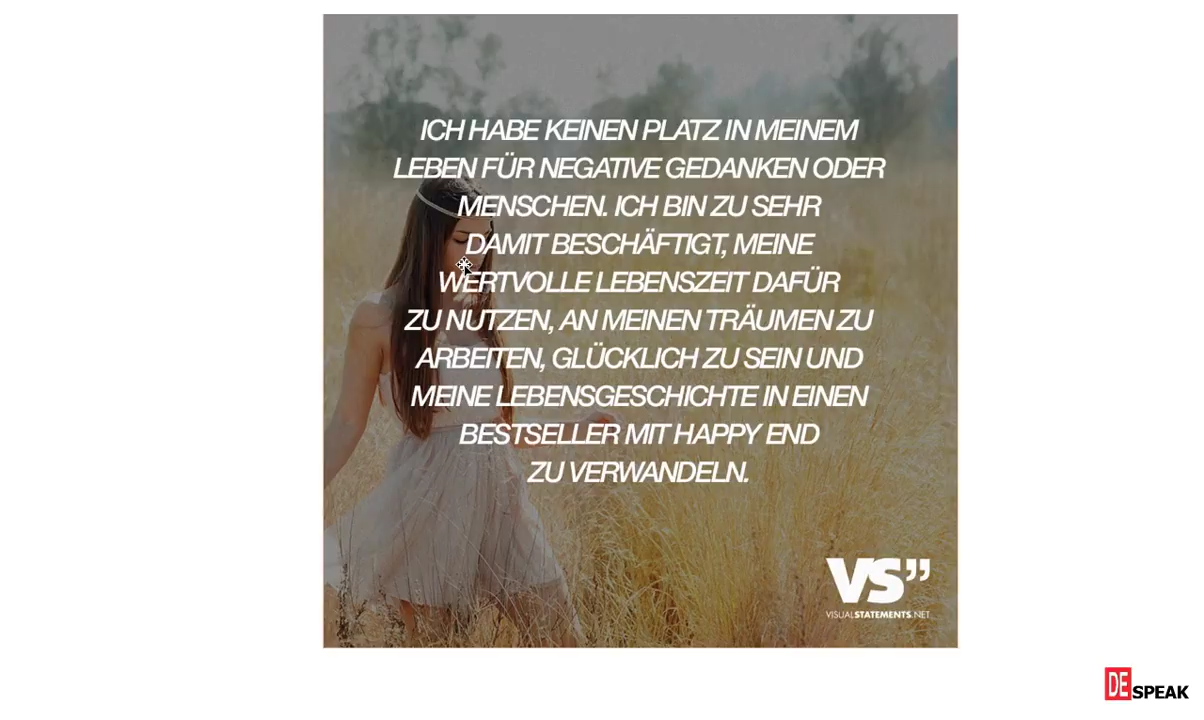 ICH HABE KEINEN PLATZ IN MEINEM
LEBEN FÜR NEGATIVE GEDANKEN ODER
MENSCHEN. ICH BIN ZU SEHR
DAMIT BESCHÄFTIGT, MEINE
WERTVOLLE LEBENSZEIT DAFÜR
ZU NUTZEN, AN MEINEN TRÄUMEN ZU
ARBEITEN, GLÜCKLICH ZU SEIN UND
MEINE LEBENSGESCHICHTE IN EINEN
BESTSELLER MIT HAPPY END
ZU VERWANDELN.
VS”
VISUALSTATEMENTS.NET
DE SPEAK